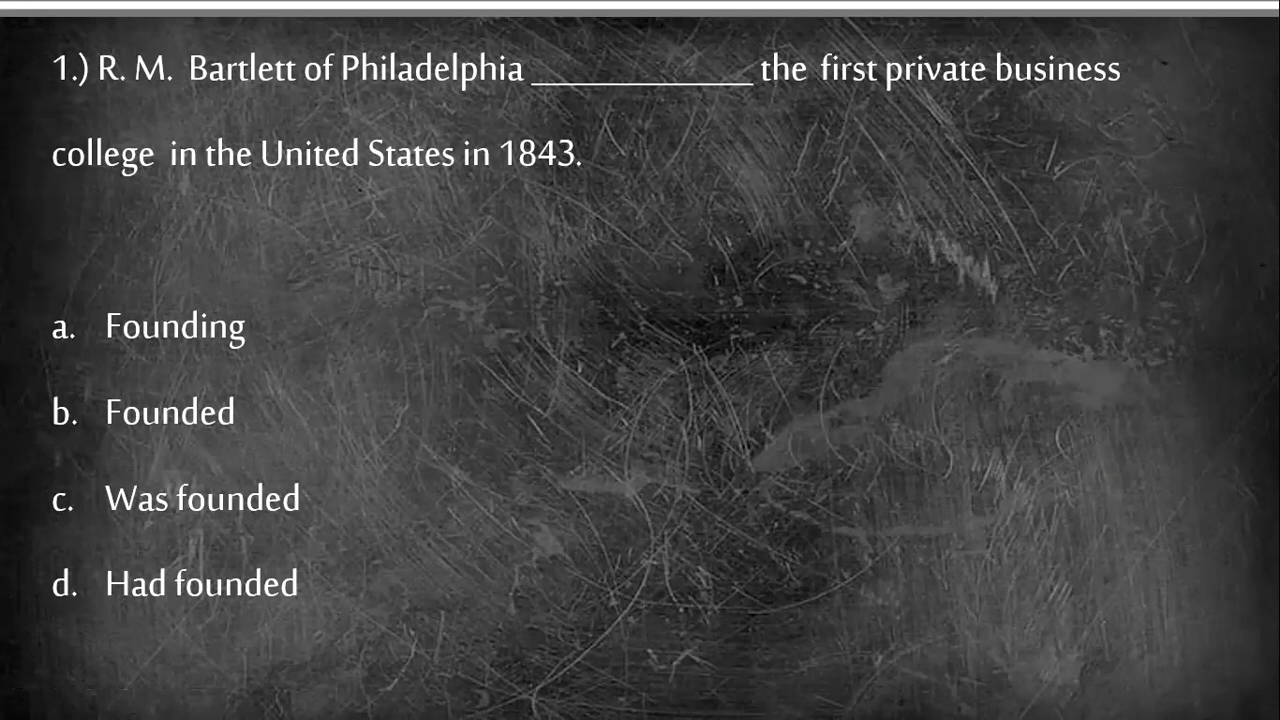 1.) R. M. Bartlett of Philadelphia _____________ the first private business
college in the United States in 1843.
a. Founding
b. Founded
c. Was founded
d. Had founded